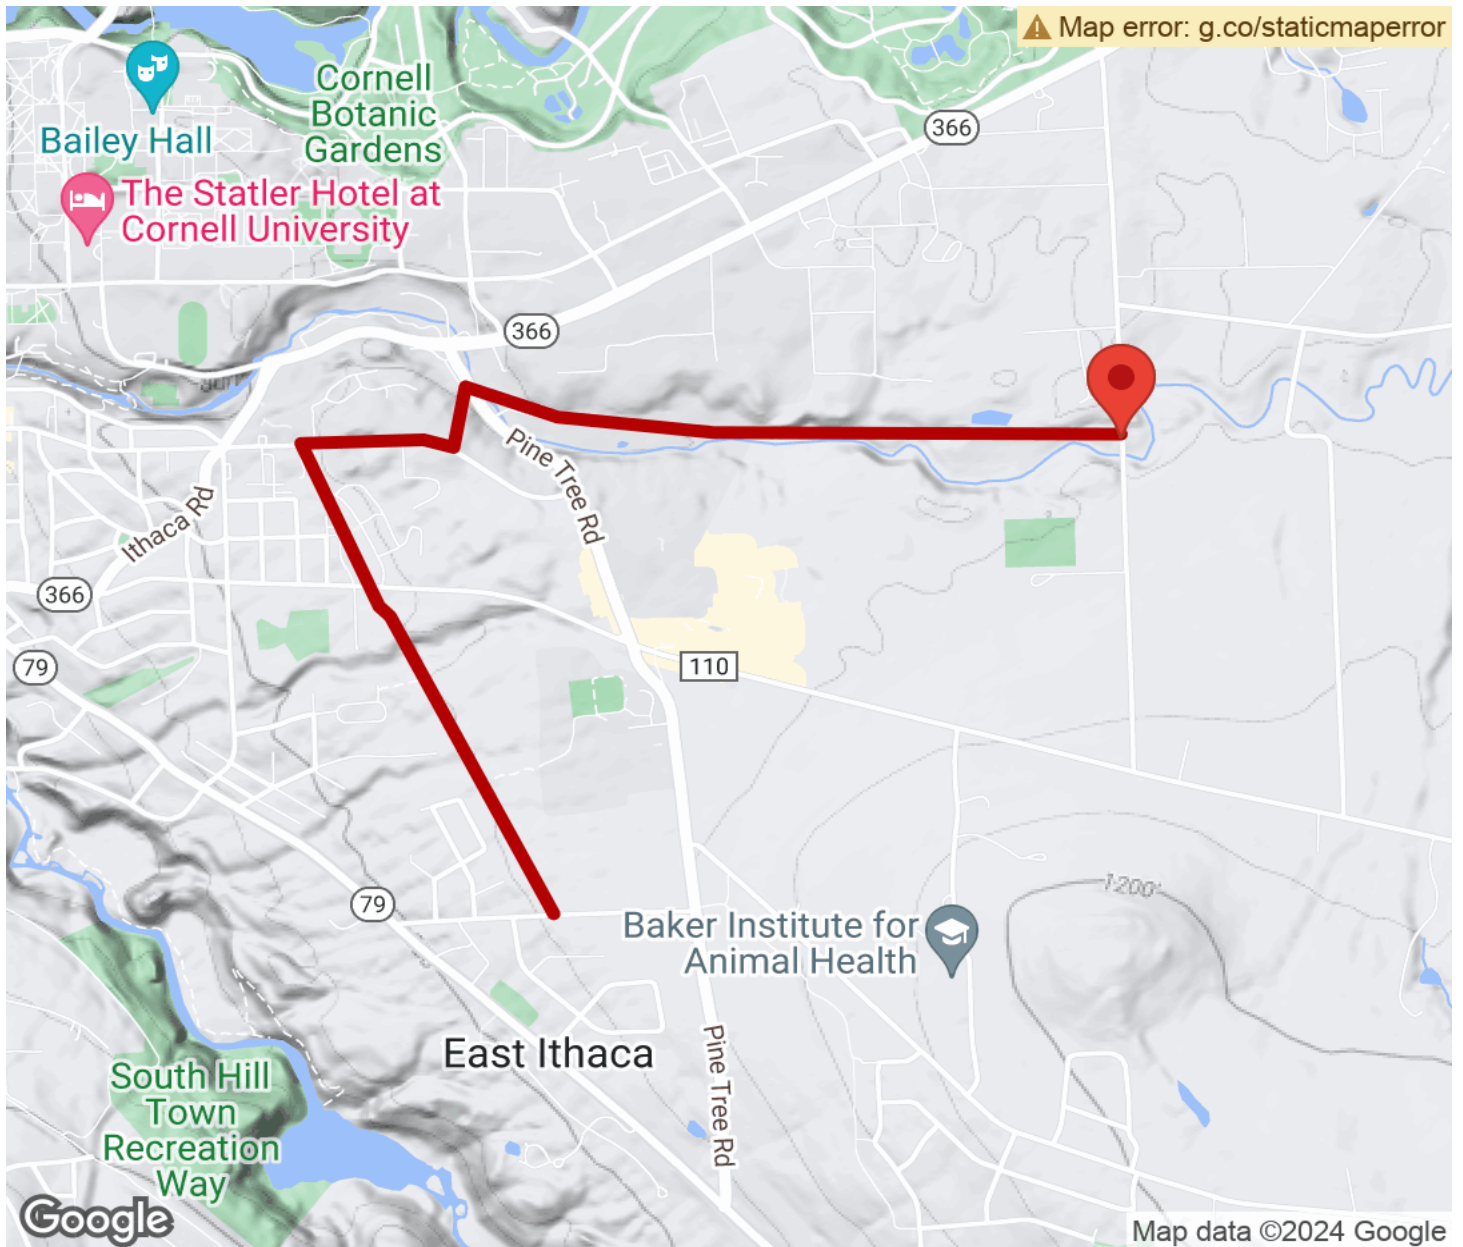 Map error: g.co/staticmaperror
Cornell
Botanic
Gardens
Bailey Hall
366
The Statler Hotel at
Cornell University
366
Pine Tree Rd
Ithaca Rd
366
79
110
1200'
79
Baker Institute for
Animal Health
East Ithaca
Pine Tree Rd
South Hill
Town
Recreation
Way
Google
Map data ©2024 Google